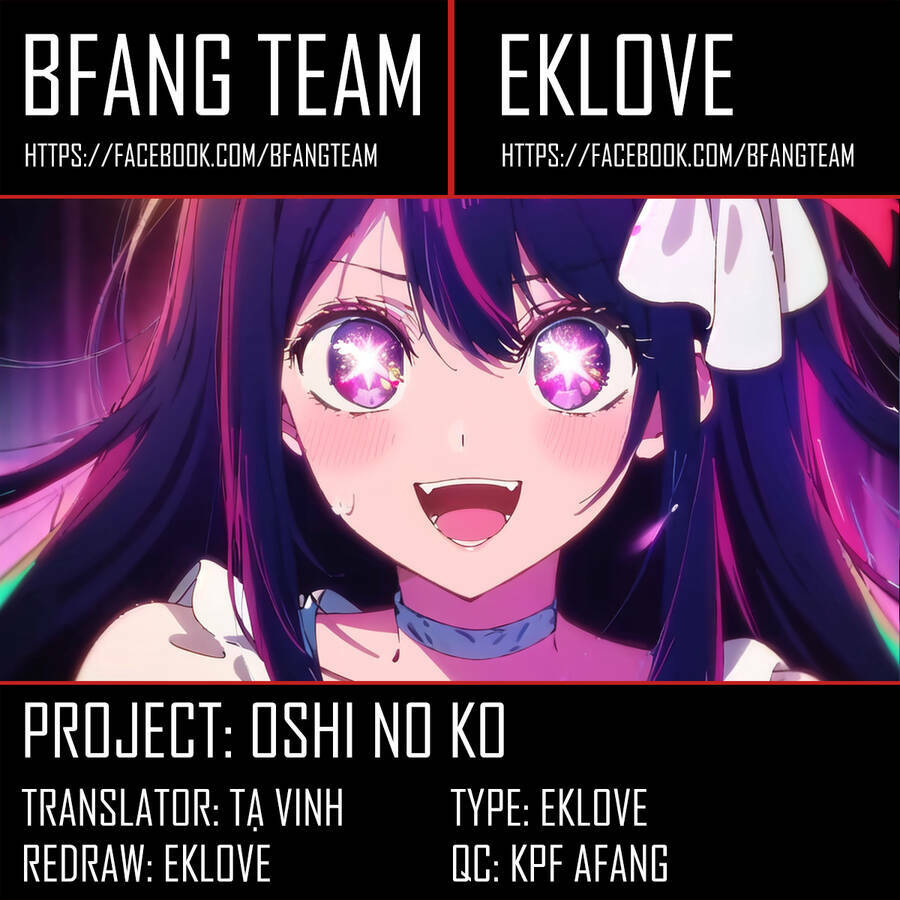 BFANG TEAM
HTTPS://FACEBOOK.COM/BFANGTEAM
EKLOVE
HTTPS://FACEBOOK.COM/BFANGTEAM
PROJECT: OSHI NO KO
TRANSLATOR: TẠ VINH
TYPE: EKLOVE
REDRAW: EKLOVE
QC: KPF AFANG